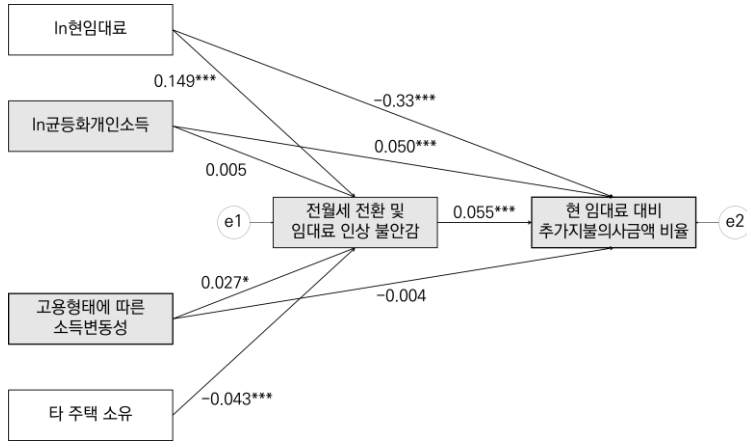 ln현임대료
0.149***
-0.33***
ln균등화개인소득
0.050***
0.005
e1
전월세 전환 및
임대료 인상 불안감
0.055***
현 임대료 대비
추가지불의사금액 비율
e2
고용형태에 따른
소득변동성
0.027*
-0.004
타 주택 소유
-0.043***